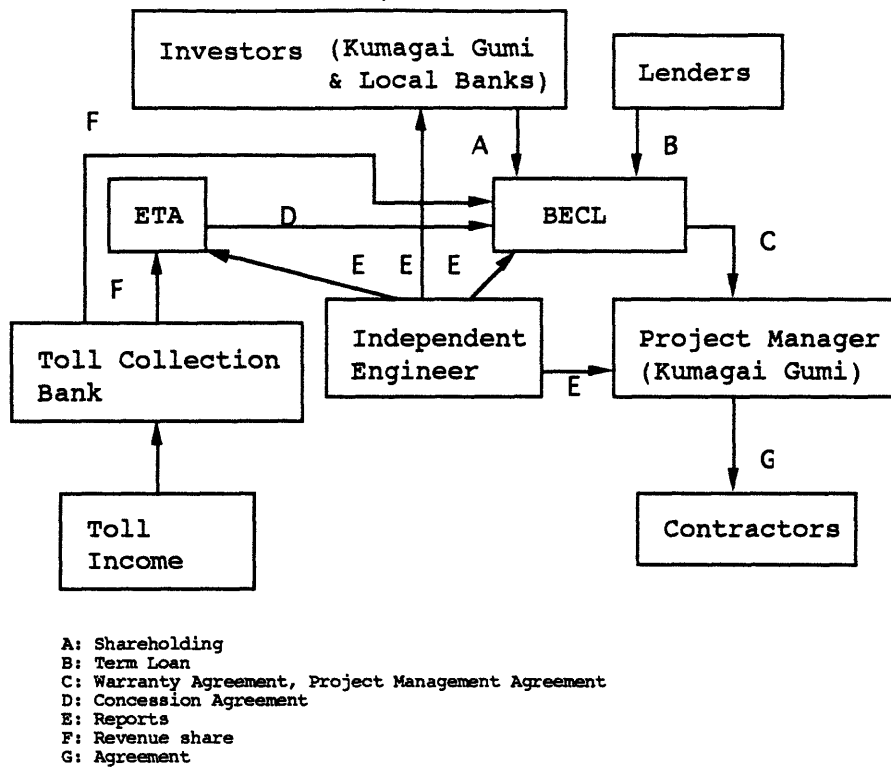 Investors (Kumagai Gumi
& Local Banks)
Lenders
F
A
B
ETA
D
BECL
C
F
E E E
Toll Collection
Bank
Independent
Engineer
E
Project Manager
(Kumagai Gumi)
G
Toll
Income
Contractors
A: Shareholding
B: Term Loan
C: Warranty Agreement, Project Management Agreement
D: Concession Agreement
E: Reports
F: Revenue share
G: Agreement